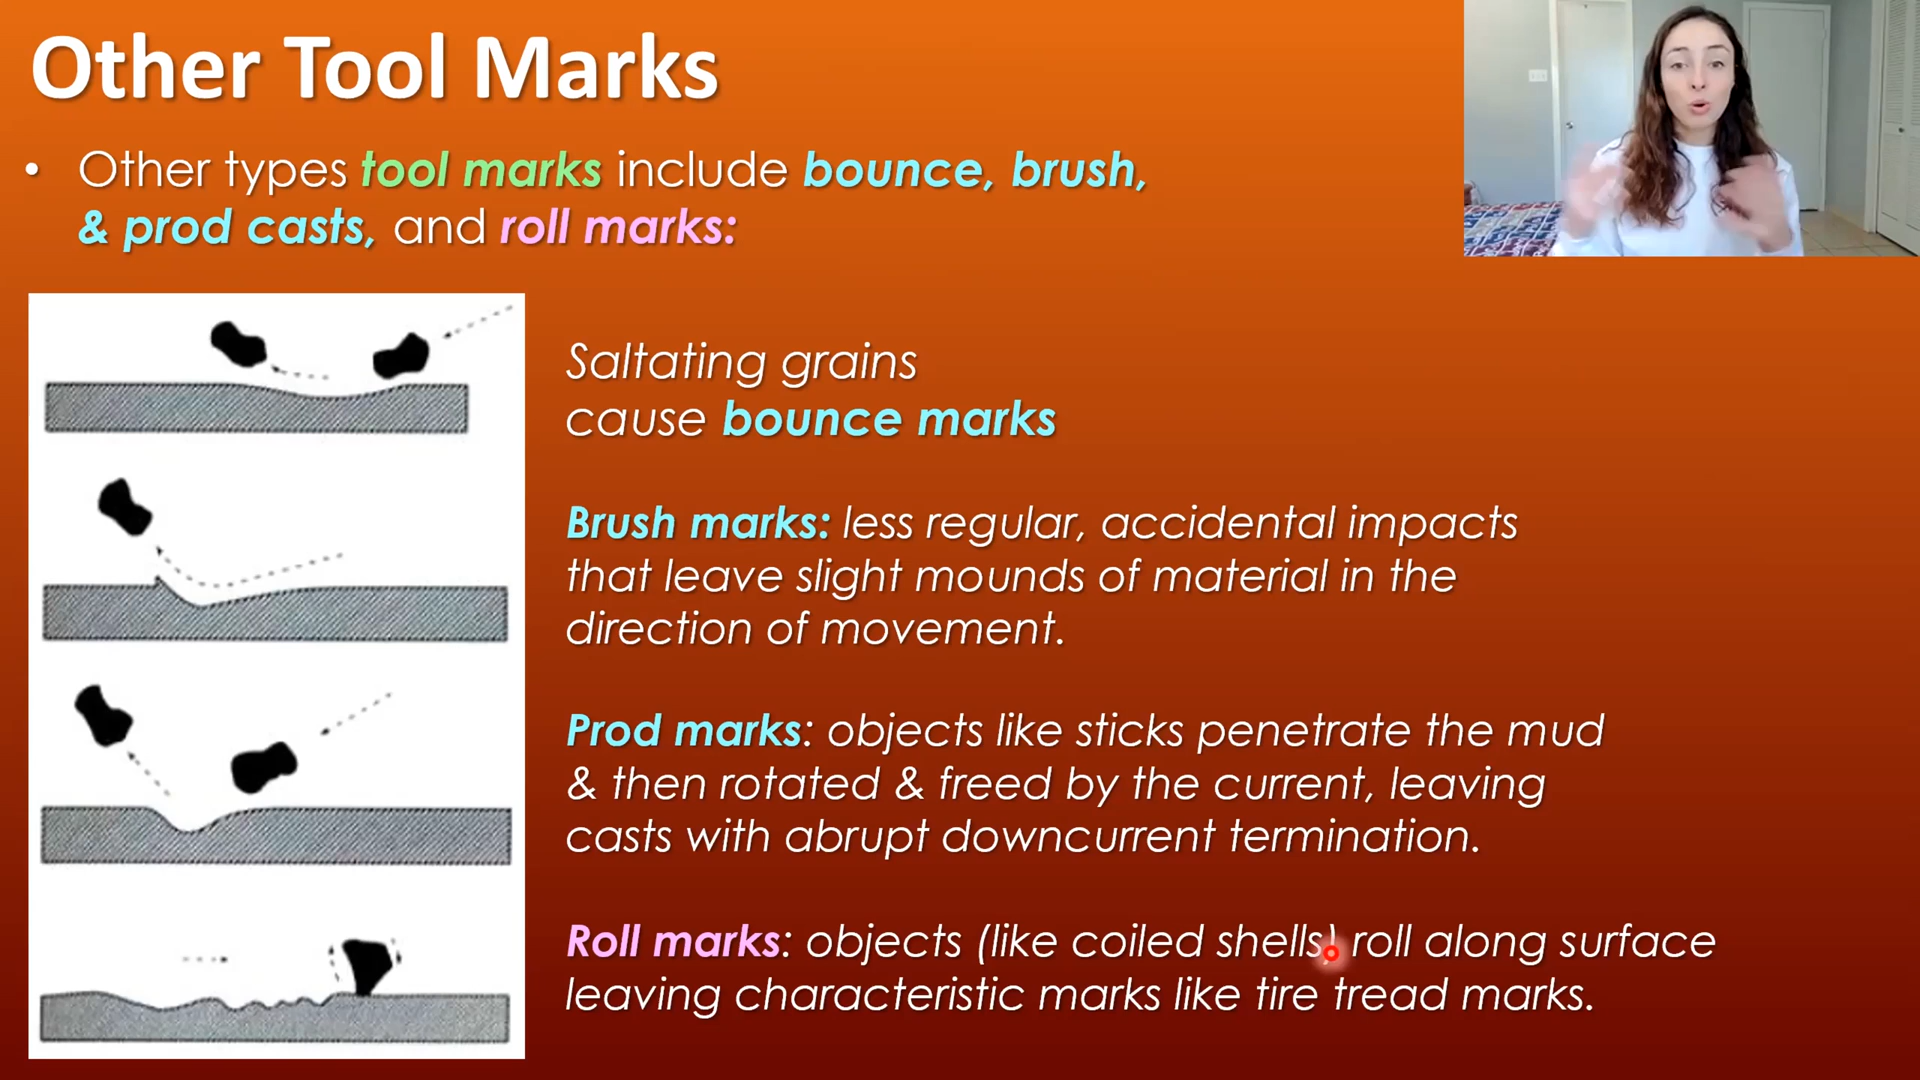 Other Tool Marks
• Other types tool marks include bounce, brush,
& prod casts, and roll marks:
Saltating grains
cause bounce marks
Brush marks: less regular, accidental impacts
that leave slight mounds of material in the
direction of movement.
Prod marks: objects like sticks penetrate the mud
& then rotated & freed by the current, leaving
casts with abrupt downcurrent termination.
Roll marks: objects (like coiled shells) roll along surface
leaving characteristic marks like tire tread marks.